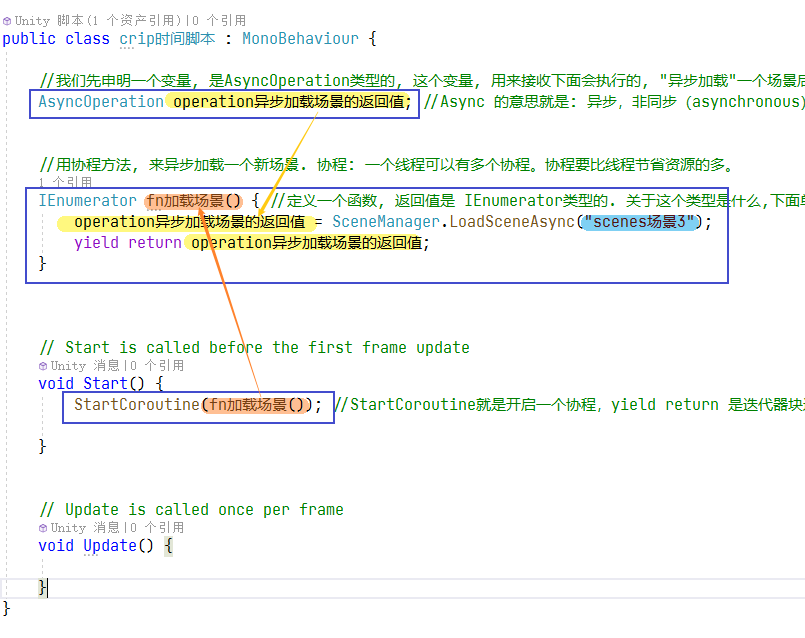 Unity 脚本(1 个资产引用)|0 个引用
public class crip时间脚本 : MonoBehaviour {
//我们先申明一个变量, 是AsyncOperation类型的, 这个变量, 用来接收下面会执行的, "异步加载"一个场景后
AsyncOperation operation异步加载场景的返回值; //Async 的意思就是: 异步, 非同步 (asynchronous)
//用协程方法, 来异步加载一个新场景. 协程: 一个线程可以有多个协程。协程要比线程节省资源的多。
1 个引用
IEnumerator fn加载场景() { //定义一个函数, 返回值是 IEnumerator类型的. 关于这个类型是什么,下面单
operation异步加载场景的返回值 = SceneManager.LoadSceneAsync("scenes场景3");
yield return operation异步加载场景的返回值;
}
// Start is called before the first frame update
Unity 消息|0 个引用
void Start() {
StartCoroutine(fn加载场景()); //StartCoroutine就是开启一个协程, yield return 是迭代器块
}
// Update is called once per frame
Unity 消息|0 个引用
void Update() {
}
}